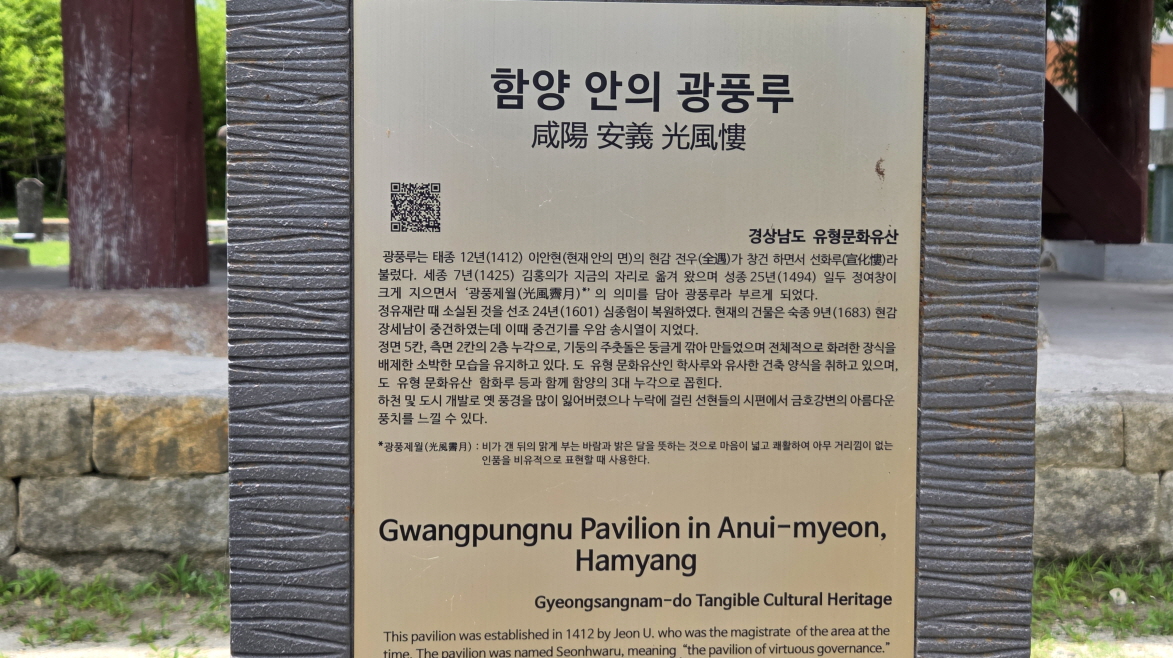 함양 안의 광풍루
咸陽 安義 光風慺
경상남도 유형문화유산
광풍루는 태종 12년(1412) 이안현(현재 안의 면)의 현감 전우(全遇)가 창건 하면서 선화루(宣化慺)라
불렀다. 세종 7년(1425) 김홍의가 지금의 자리로 옮겨 왔으며 성종 25년(1494) 일두 정여창이
크게 지으면서 ‘광풍제월(光風霽月)*’의 의미를 담아 광풍루라 부르게 되었다.
정유재란 때 소실된 것을 선조 24년(1601) 심종험이 복원하였다. 현재의 건물은 숙종 9년(1683) 현감
장세남이 중건하였는데 이때 중건기를 우암 송시열이 지었다.
정면 5칸, 측면 2칸의 2층 누각으로, 기둥의 주춧돌은 둥글게 깎아 만들었으며 전체적으로 화려한 장식을
배제한 소박한 모습을 유지하고 있다. 도 유형 문화유산인 학사루와 유사한 건축 양식을 취하고 있으며,
도 유형 문화유산 함화루 등과 함께 함양의 3대 누각으로 꼽힌다.
하천 및 도시 개발로 옛 풍경을 많이 잃어버렸으나 누락에 걸린 선현들의 시편에서 금호강변의 아름다운
풍치를 느낄 수 있다.
*광풍제월(光風霽月) : 비가 갠 뒤의 맑게 부는 바람과 밝은 달을 뜻하는 것으로 마음이 넓고 쾌활하여 아무 거리낌이 없는
인품을 비유적으로 표현할 때 사용한다.
Gwangpungnu Pavilion in Anui-myeon,
Hamyang
Gyeongsangnam-do Tangible Cultural Heritage
This pavilion was established in 1412 by Jeon U. who was the magistrate of the area at the
time. The pavilion was named Seonhwaru, meaning “the pavilion of virtuous governance.”